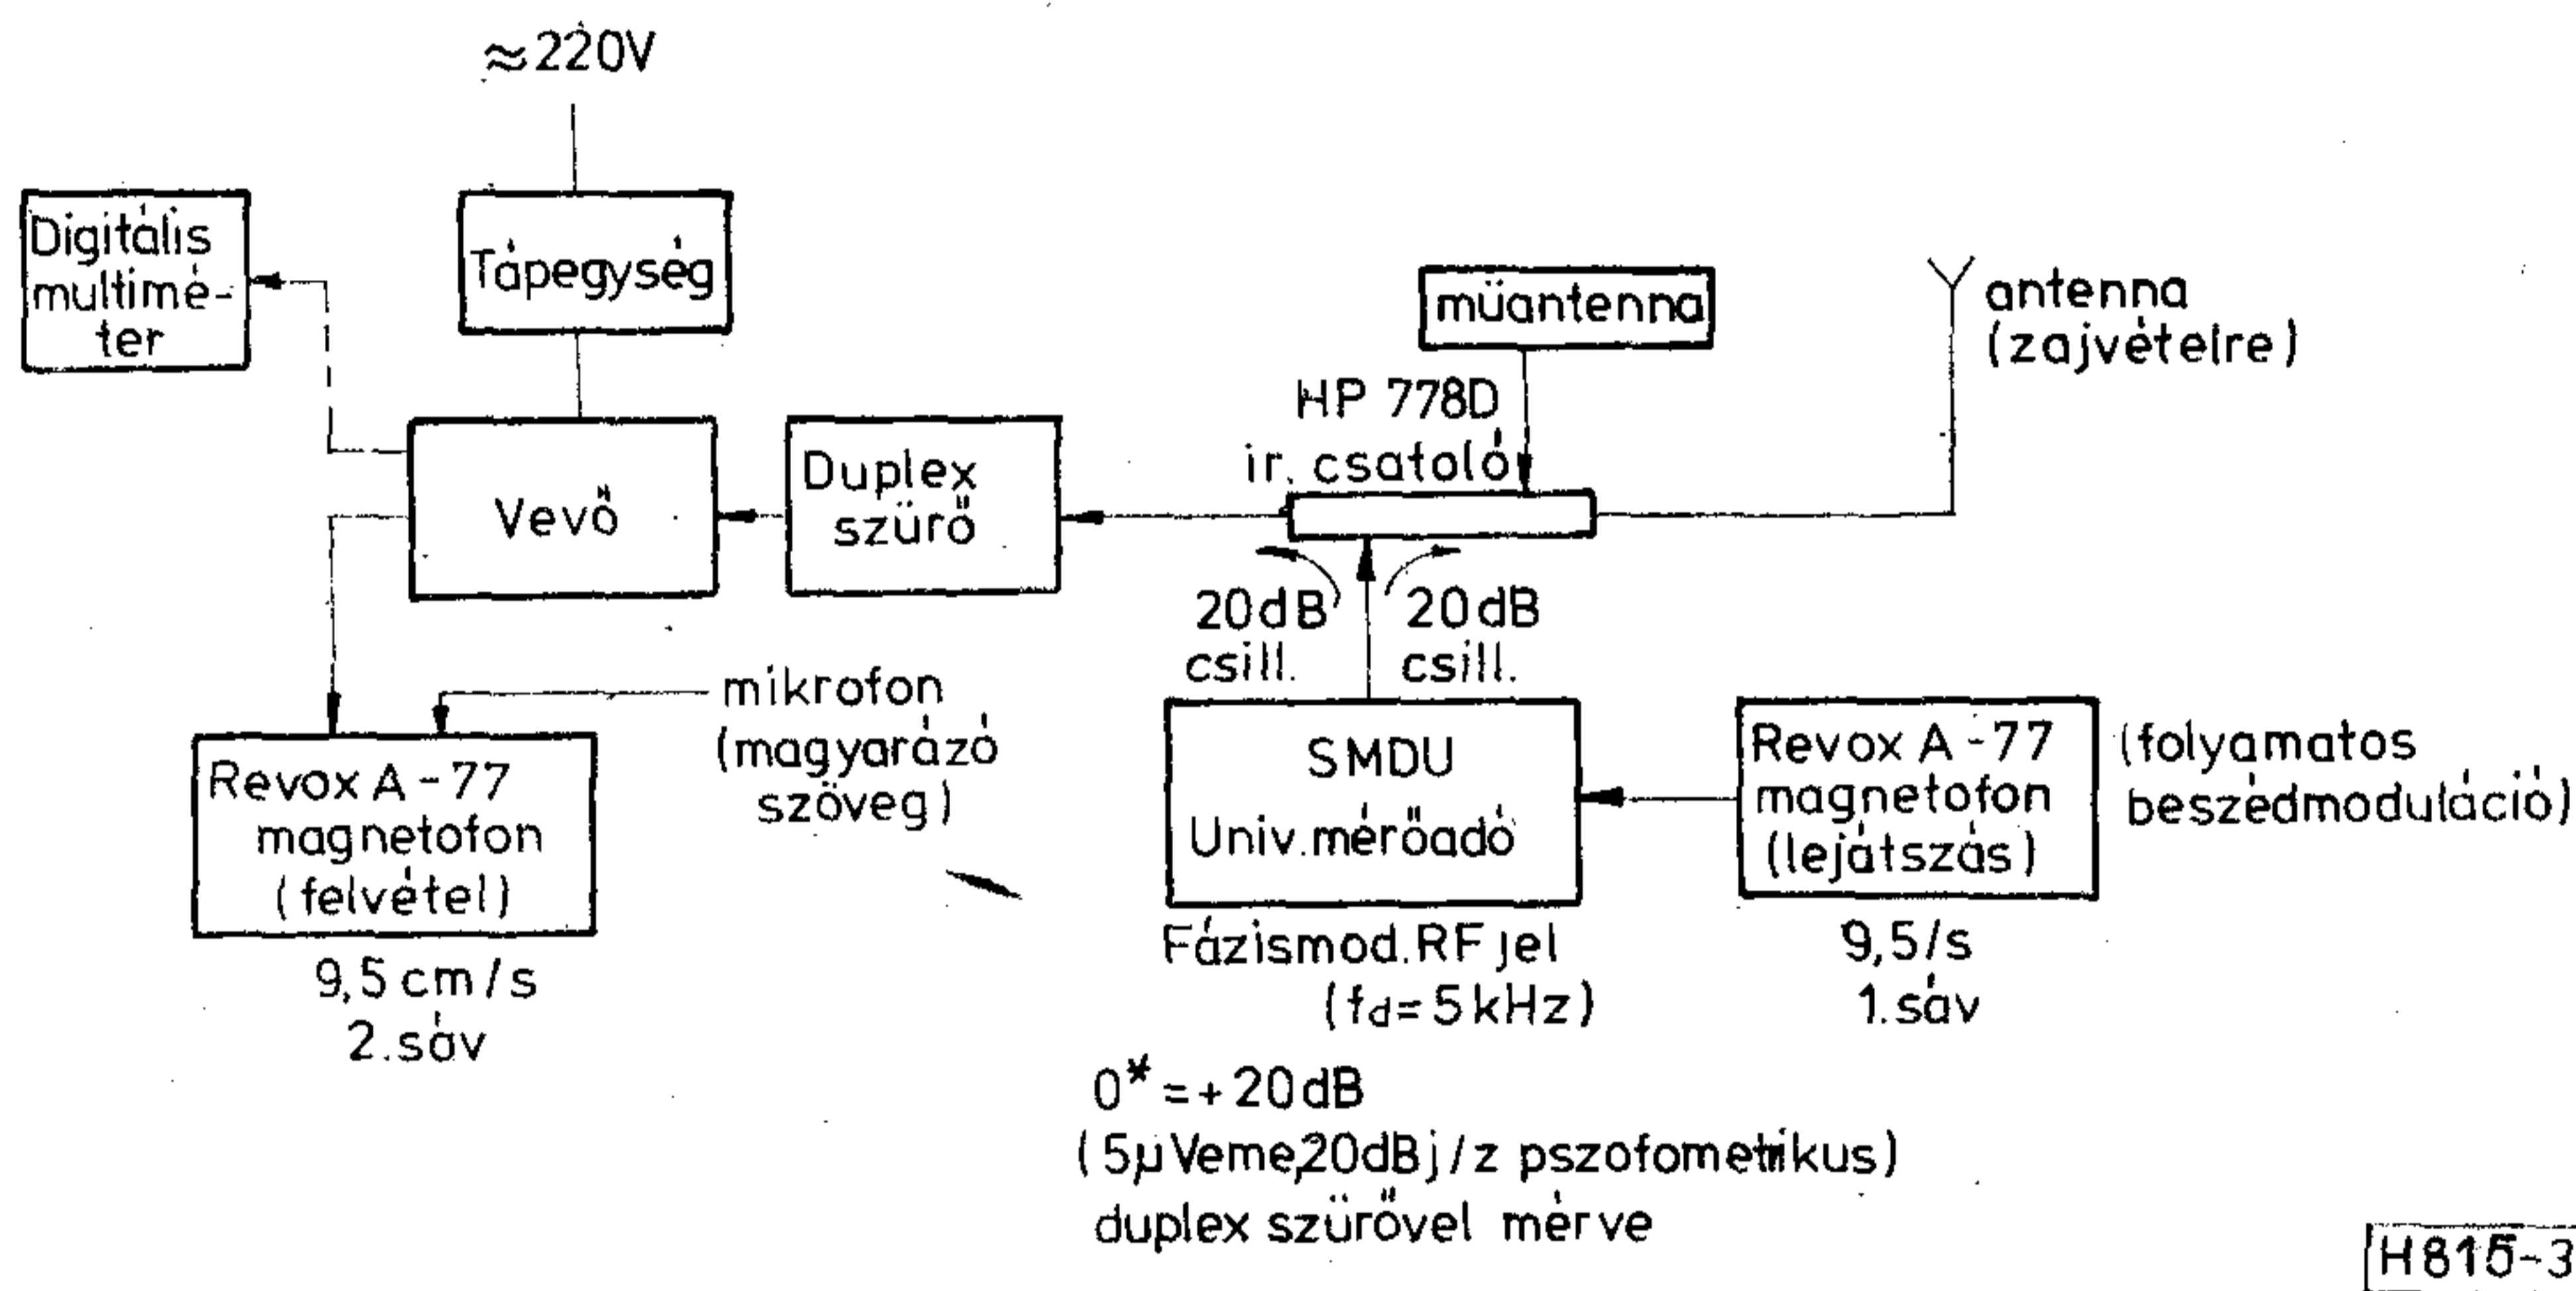 ≈220V
Digitális
multimé-
ter
Tápegység
műantenna
antenna
(zajvételre)
HP 778D
ir. csatoló
Vevő
Duplex
szűrő
20dB
csill.
20dB
csill.
mikrofon
(magyarázó
szöveg)
Revox A-77
magnetofon
(felvétel)
9,5 cm/s
2.sáv
SMDU
Univ.mérőadó
Fázismod.RF jel
(fd=5kHz)
Revox A-77
magnetofon
(lejátszás)
(folyamatos
beszédmoduláció)
9,5/s
1.sáv
0*=+20dB
(5µVeme,20dBj/z pszofometrikus)
duplex szűrővel mérve
H815-3